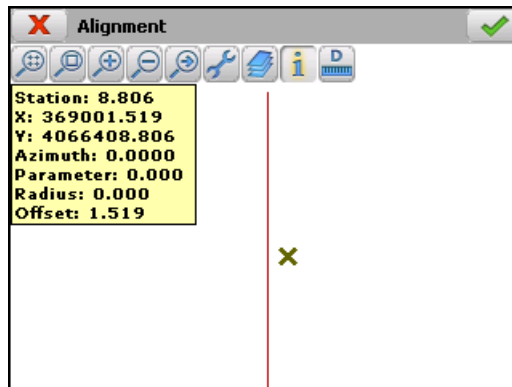 Alignment
D
i
Station: 8.806
X: 369001.519
Y: 4066408.806
Azimuth: 0.0000
Parameter: 0.000
Radius: 0.000
Offset: 1.519